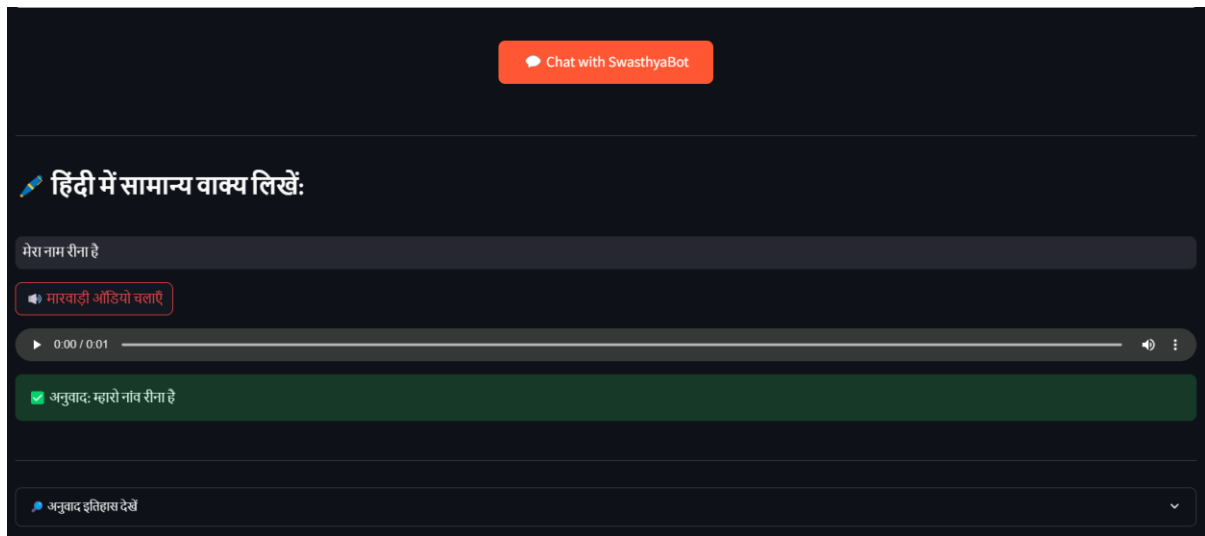 Chat with SwasthyaBot
हिंदी में सामान्य वाक्य लिखें:
मेरा नाम रीना है
मारवाड़ी ऑडियो चलाएँ
0:00 / 0:01
अनुवाद: म्हारो नांव रीना है
अनुवाद इतिहास देखें